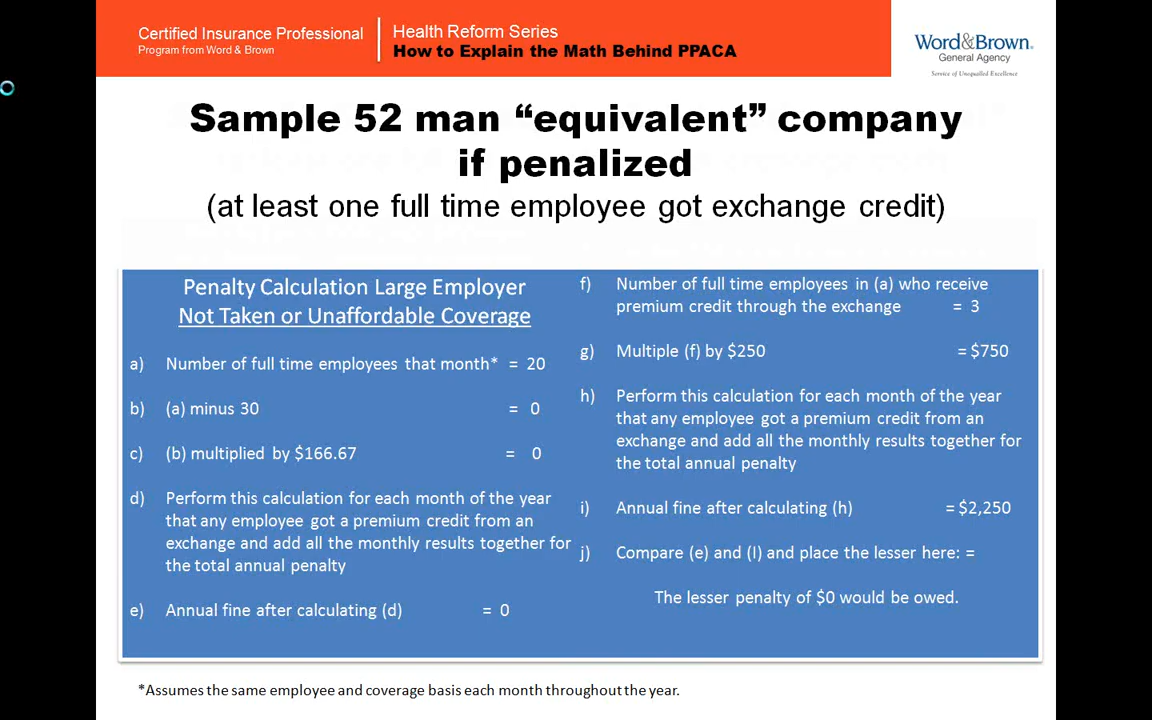 Certified Insurance Professional
Program from Word & Brown
Health Reform Series
How to Explain the Math Behind PPACA
Word&Brown®
General Agency
Service of Unequalled Excellence
Sample 52 man “equivalent” company
if penalized
(at least one full time employee got exchange credit)
Penalty Calculation Large Employer
Not Taken or Unaffordable Coverage
a) Number of full time employees that month* = 20
b) (a) minus 30 = 0
c) (b) multiplied by $166.67 = 0
d) Perform this calculation for each month of the year
that any employee got a premium credit from an
exchange and add all the monthly results together for
the total annual penalty
e) Annual fine after calculating (d) = 0
f) Number of full time employees in (a) who receive
premium credit through the exchange = 3
g) Multiple (f) by $250 = $750
h) Perform this calculation for each month of the year
that any employee got a premium credit from an
exchange and add all the monthly results together for
the total annual penalty
i) Annual fine after calculating (h) = $2,250
j) Compare (e) and (I) and place the lesser here: =
The lesser penalty of $0 would be owed.
*Assumes the same employee and coverage basis each month throughout the year.